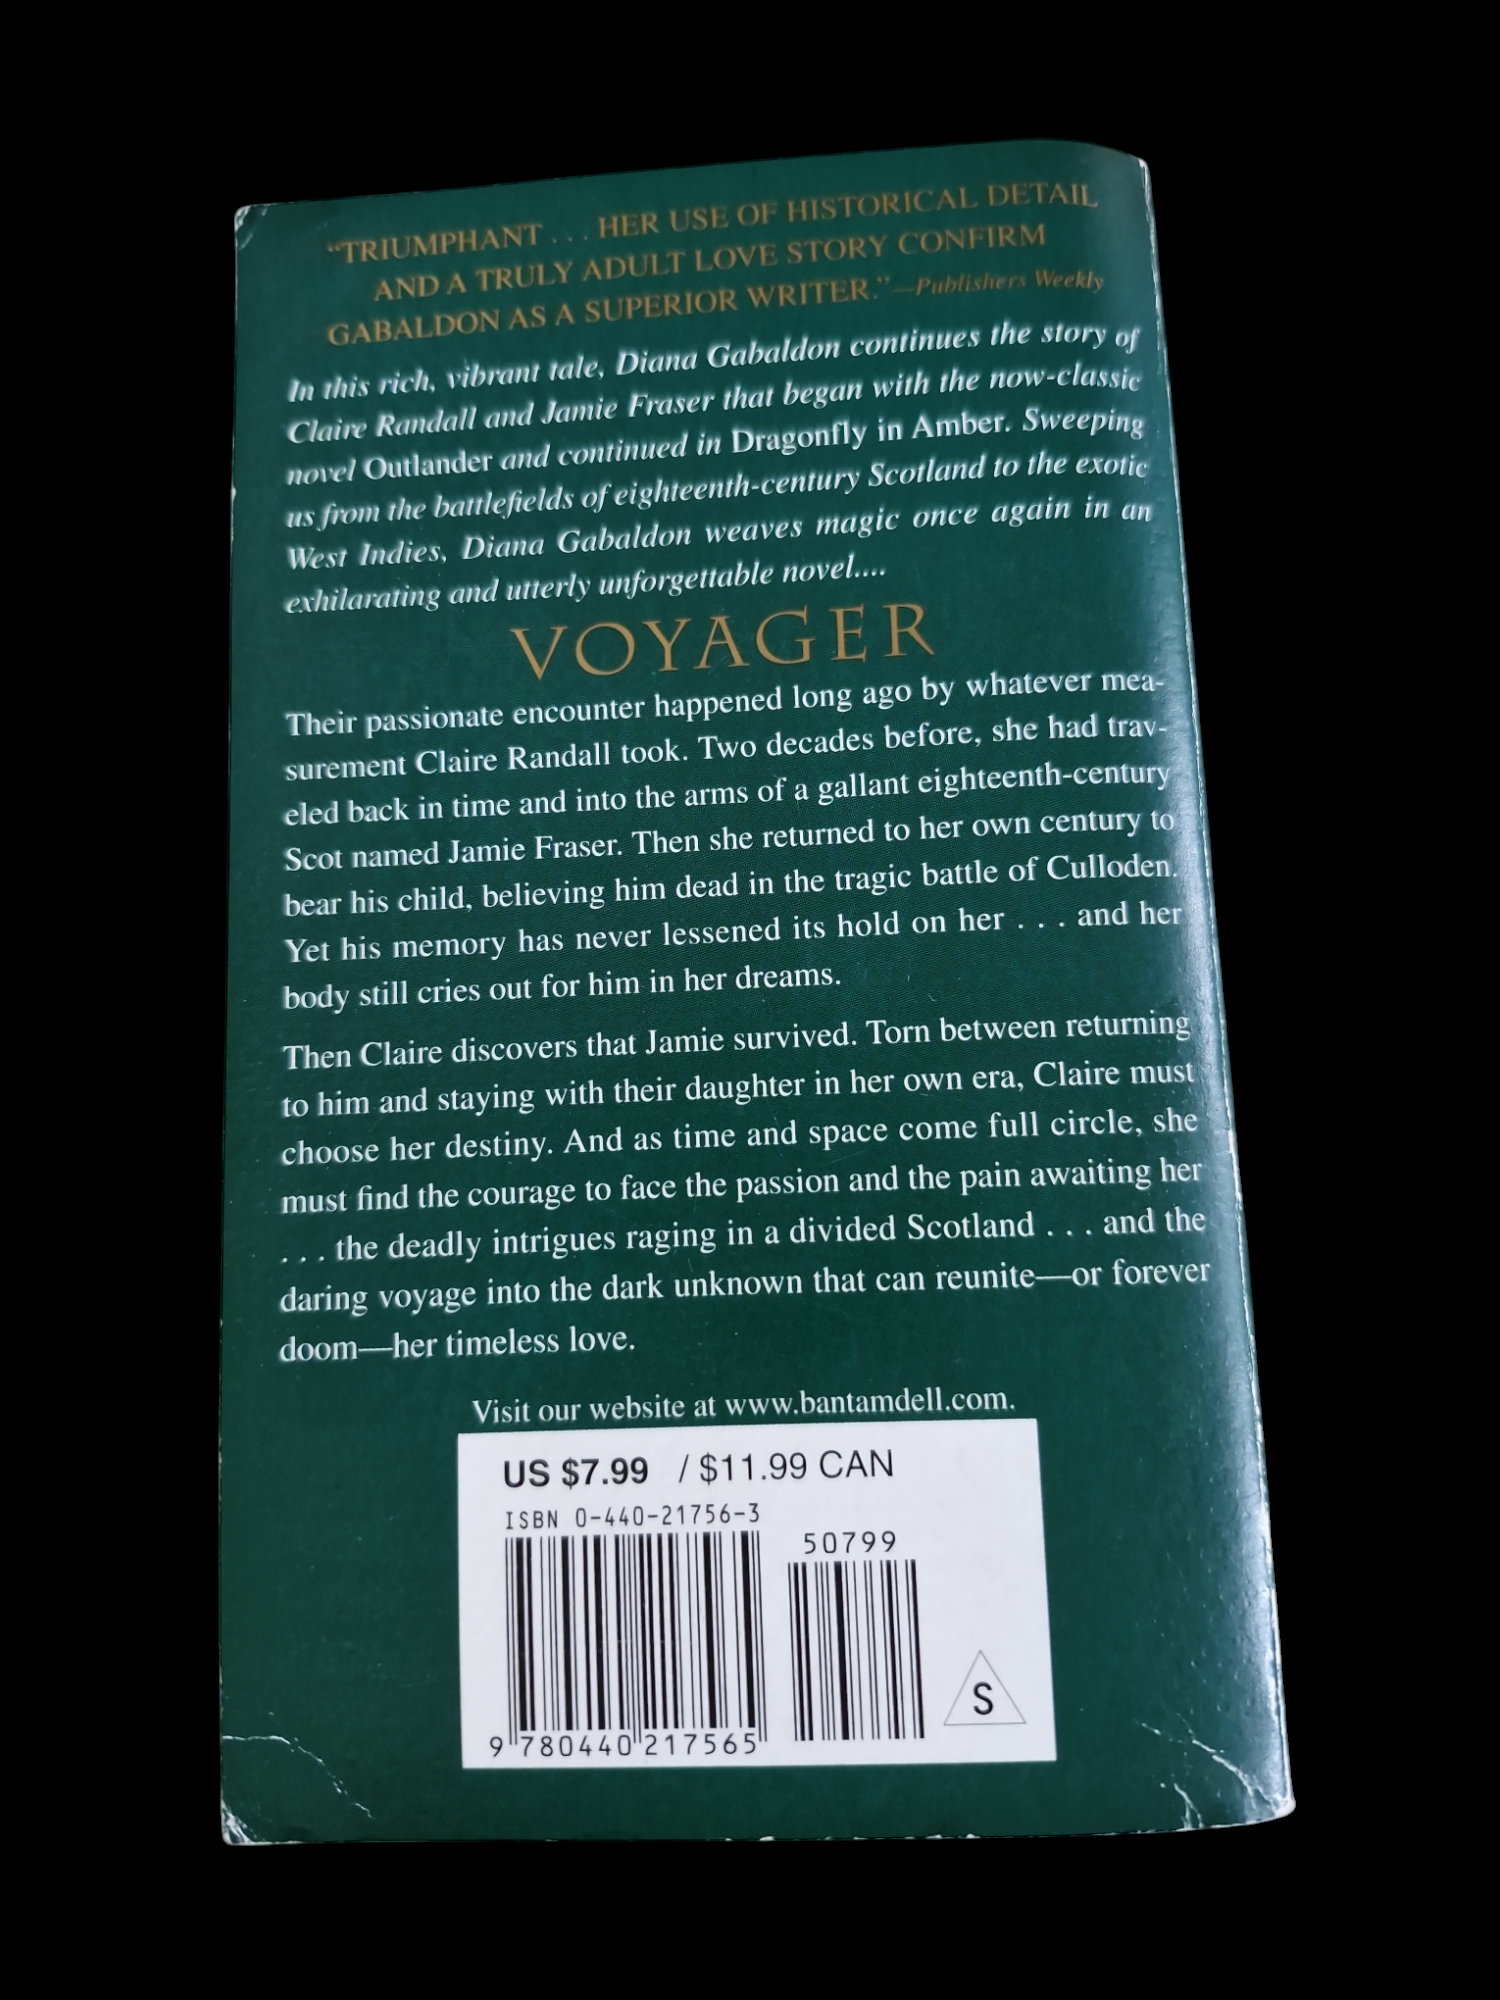 “TRIUMPHANT . . . HER USE OF HISTORICAL DETAIL
AND A TRULY ADULT LOVE STORY CONFIRM
GABALDON AS A SUPERIOR WRITER.”—Publishers Weekly
In this rich, vibrant tale, Diana Gabaldon continues the story of
Claire Randall and Jamie Fraser that began with the now-classic
novel Outlander and continued in Dragonfly in Amber. Sweeping
us from the battlefields of eighteenth-century Scotland to the exotic
West Indies, Diana Gabaldon weaves magic once again in an
exhilarating and utterly unforgettable novel....
VOYAGER
Their passionate encounter happened long ago by whatever mea-
surement Claire Randall took. Two decades before, she had trav-
eled back in time and into the arms of a gallant eighteenth-century
Scot named Jamie Fraser. Then she returned to her own century to
bear his child, believing him dead in the tragic battle of Culloden.
Yet his memory has never lessened its hold on her . . . and her
body still cries out for him in her dreams.
Then Claire discovers that Jamie survived. Torn between returning
to him and staying with their daughter in her own era, Claire must
choose her destiny. And as time and space come full circle, she
must find the courage to face the passion and the pain awaiting her
. . . the deadly intrigues raging in a divided Scotland . . . and the
daring voyage into the dark unknown that can reunite—or forever
doom—her timeless love.
Visit our website at www.bantamdell.com.
US $7.99 / $11.99 CAN
ISBN 0-440-21756-3
50799
9 780440 217565
S